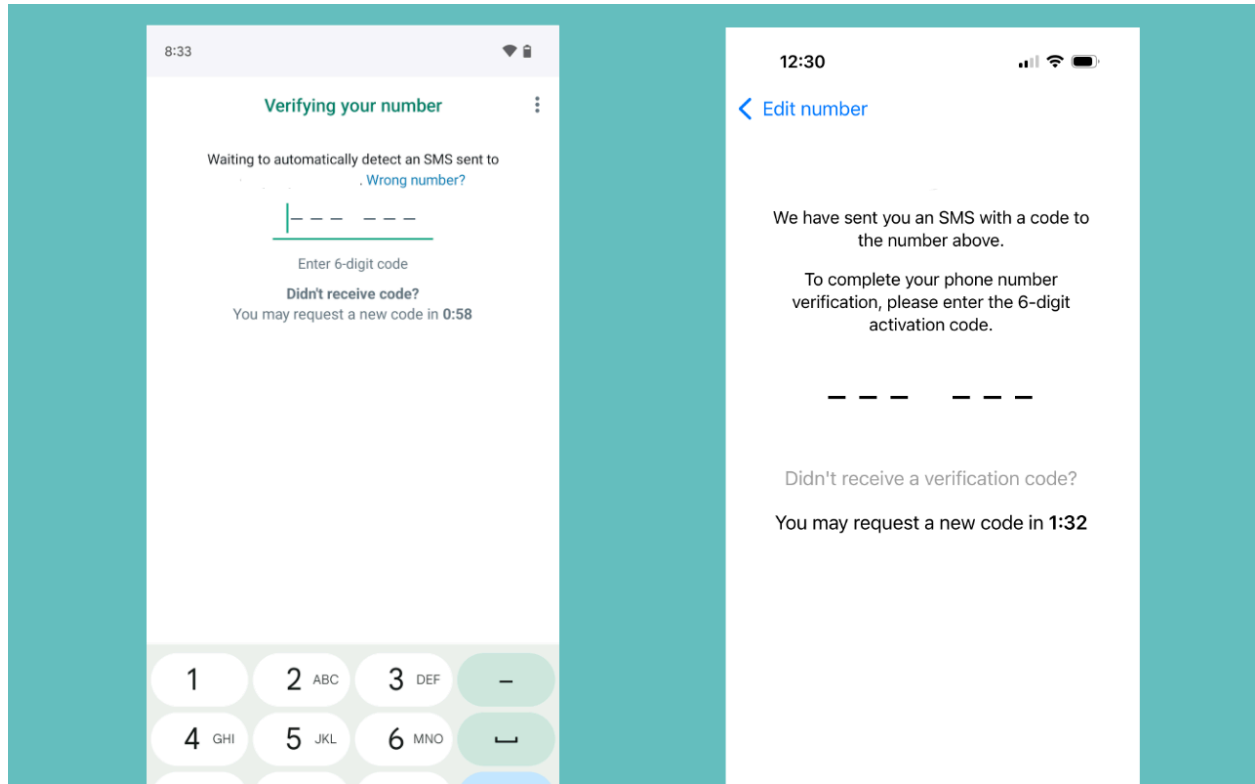 8:33
Verifying your number
Waiting to automatically detect an SMS sent to
. Wrong number?
– – – – – –
Enter 6-digit code
Didn't receive code?
You may request a new code in 0:58
1
2 ABC
3 DEF
–
4 GHI
5 JKL
6 MNO
12:30
Edit number
We have sent you an SMS with a code to
the number above.
To complete your phone number
verification, please enter the 6-digit
activation code.
– – – – – –
Didn't receive a verification code?
You may request a new code in 1:32